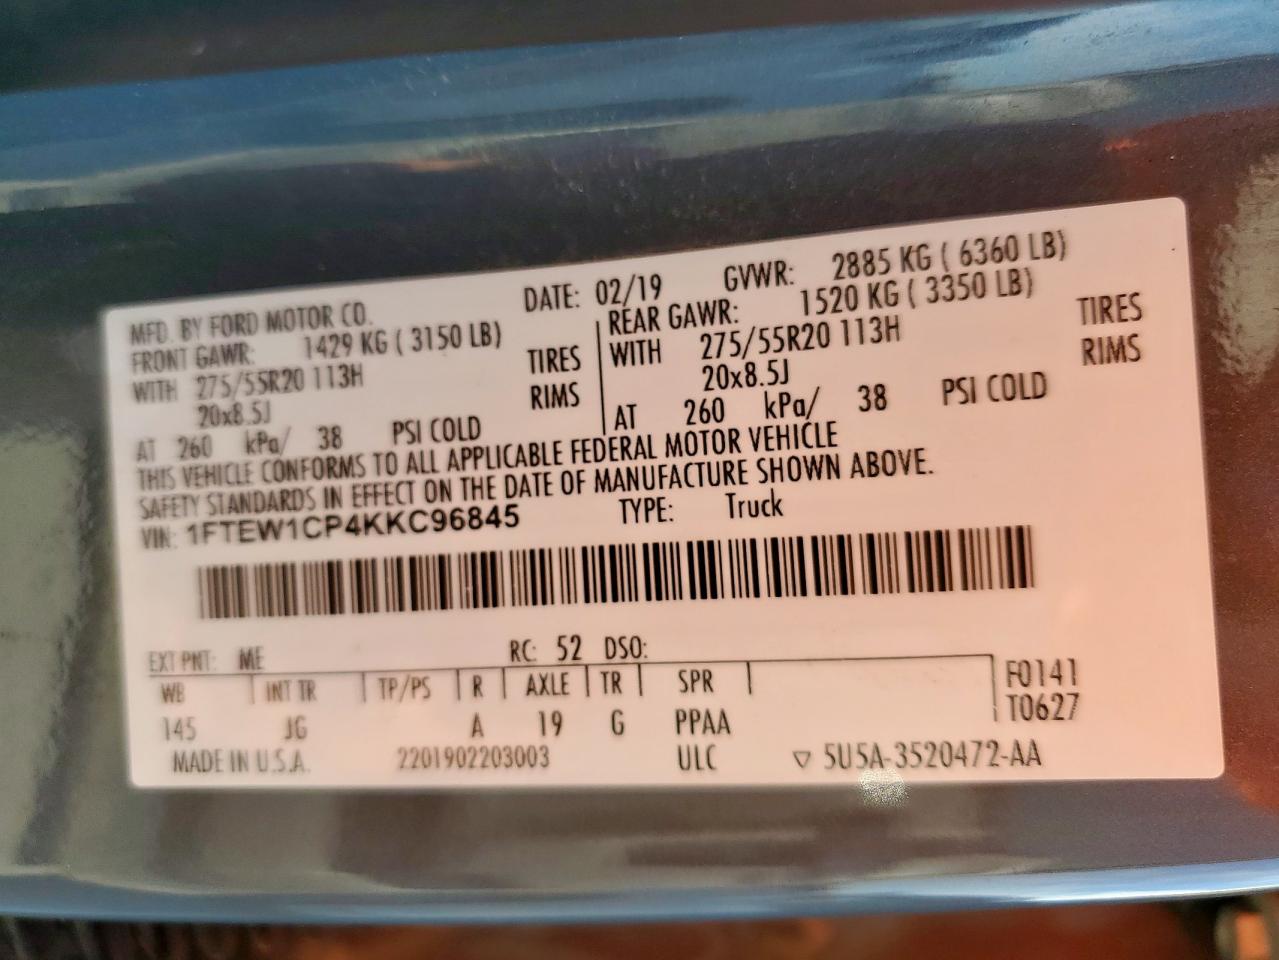 MFD. BY FORD MOTOR CO. DATE: 02/19 GVWR: 2885 KG ( 6360 LB)
FRONT GAWR: 1429 KG ( 3150 LB) REAR GAWR: 1520 KG ( 3350 LB)
WITH 275/55R20 113H TIRES WITH 275/55R20 113H TIRES
20x8.5J RIMS 20x8.5J RIMS
AT 260 kPa/ 38 PSI COLD AT 260 kPa/ 38 PSI COLD
THIS VEHICLE CONFORMS TO ALL APPLICABLE FEDERAL MOTOR VEHICLE
SAFETY STANDARDS IN EFFECT ON THE DATE OF MANUFACTURE SHOWN ABOVE.
VIN: 1FTEW1CP4KKC96845 TYPE: Truck
EXT PNT: ME RC: 52 DSO:
WB INT TR TP/PS R AXLE TR SPR F0141
145 JG A 19 G PPAA T0627
MADE IN U.S.A. 2201902203003 ULC ▽ 5U5A-3520472-AA